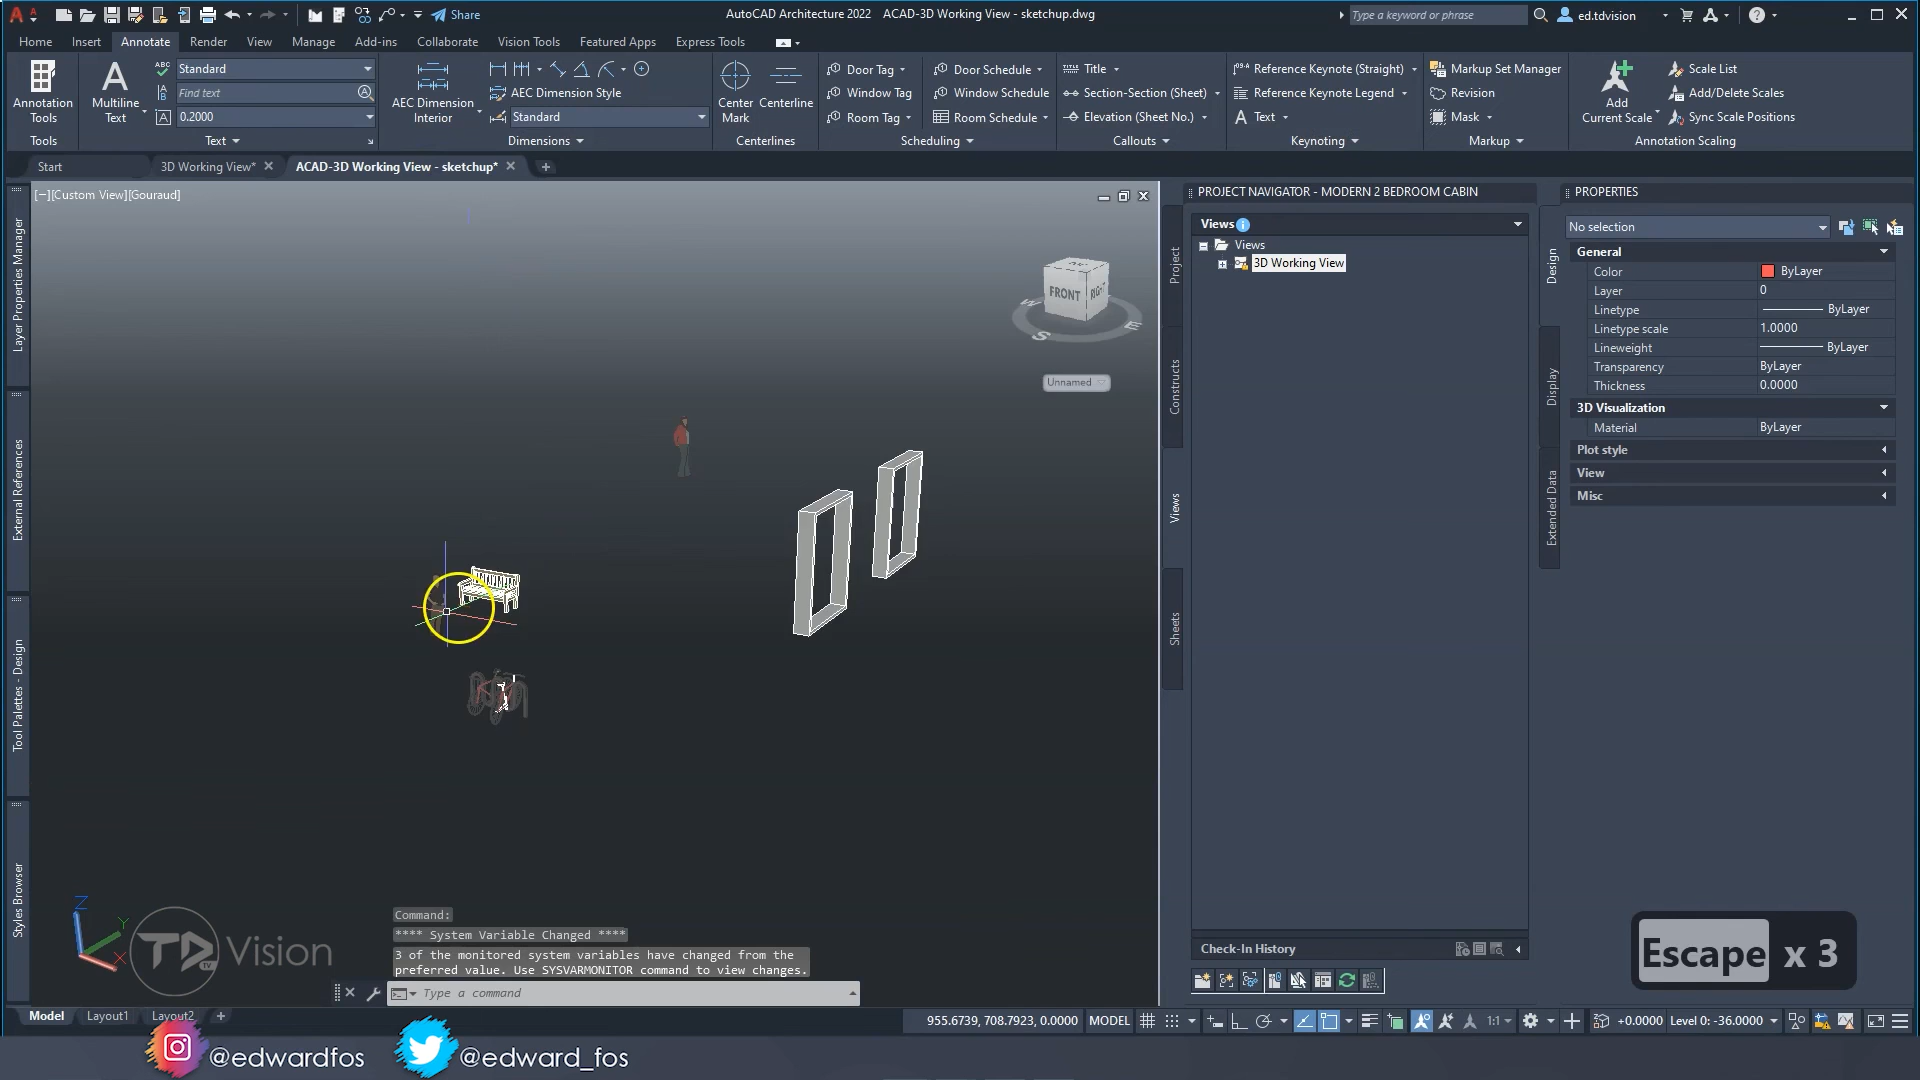 Share
AutoCAD Architecture 2022 ACAD-3D Working View - sketchup.dwg
Type a keyword or phrase
ed.tdvision
Home Insert Annotate Render View Manage Add-ins Collaborate Vision Tools Featured Apps Express Tools
Annotation Tools
Tools
Multiline Text
ABC
Standard
Find text
0.2000
Text
AEC Dimension Interior
AEC Dimension Style
Standard
Dimensions
Center Mark
Centerline
Centerlines
Door Tag
Window Tag
Room Tag
Door Schedule
Window Schedule
Room Schedule
Scheduling
Title
Section-Section (Sheet)
Elevation (Sheet No.)
Callouts
Reference Keynote (Straight)
Reference Keynote Legend
Text
Keynoting
Markup Set Manager
Revision
Mask
Markup
Add Current Scale
Scale List
Add/Delete Scales
Sync Scale Positions
Annotation Scaling
Start
3D Working View*
ACAD-3D Working View - sketchup*
[−][Custom View][Gouraud]
Layer Properties Manager
External References
Tool Palettes - Design
Styles Browser
FRONT
RIGHT
W
S
E
Unnamed
PROJECT NAVIGATOR - MODERN 2 BEDROOM CABIN
Project
Constructs
Views
Sheets
Views
Views
3D Working View
Check-In History
PROPERTIES
Design
Display
Extended Data
No selection
General
Color ByLayer
Layer 0
Linetype ByLayer
Linetype scale 1.0000
Lineweight ByLayer
Transparency ByLayer
Thickness 0.0000
3D Visualization
Material ByLayer
Plot style
View
Misc
Z
Y
X
TD Vision
Command:
**** System Variable Changed ****
3 of the monitored system variables have changed from the
preferred value. Use SYSVARMONITOR command to view changes.
Type a command
Escape x 3
Model Layout1 Layout2
955.6739, 708.7923, 0.0000 MODEL
1:1
+0.0000
Level 0: -36.0000
@edwardfos
@edward_fos